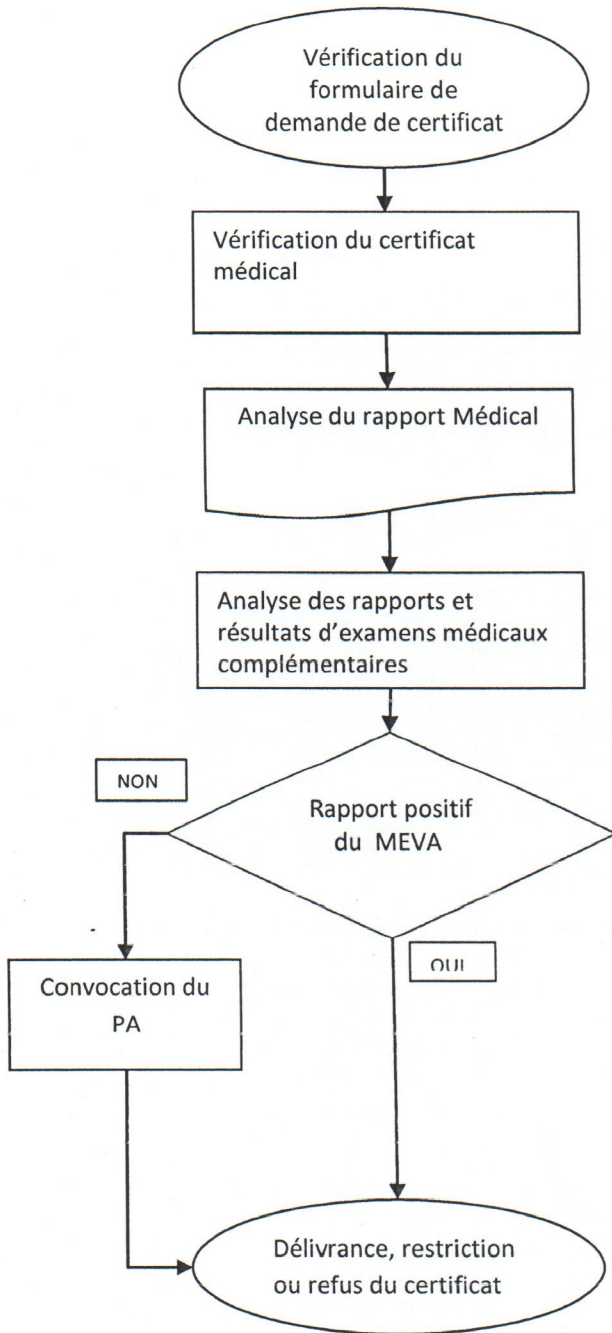 Vérification du
formulaire de
demande de certificat
Vérification du certificat
médical
Analyse du rapport Médical
Analyse des rapports et
résultats d'examens médicaux
complémentaires
NON
Rapport positif
du MEVA
OUI
Convocation du
PA
Délivrance, restriction
ou refus du certificat